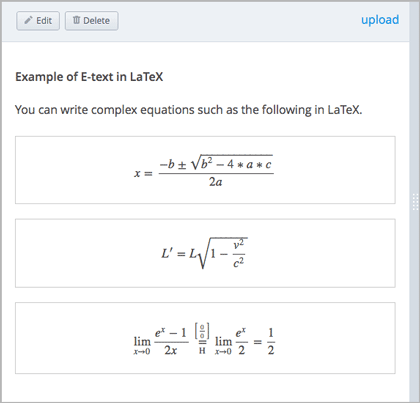 Edit Delete upload
Example of E-text in LaTeX
You can write complex equations such as the following in LaTeX.
x = \frac{-b \pm \sqrt{b^2 - 4 * a * c}}{2a}
L' = L\sqrt{1 - \frac{v^2}{c^2}}
\lim_{x \to 0} \frac{e^x - 1}{2x} \overset{\left[\frac{0}{0}\right]}{\underset{H}{=}} \lim_{x \to 0} \frac{e^x}{2} = \frac{1}{2}